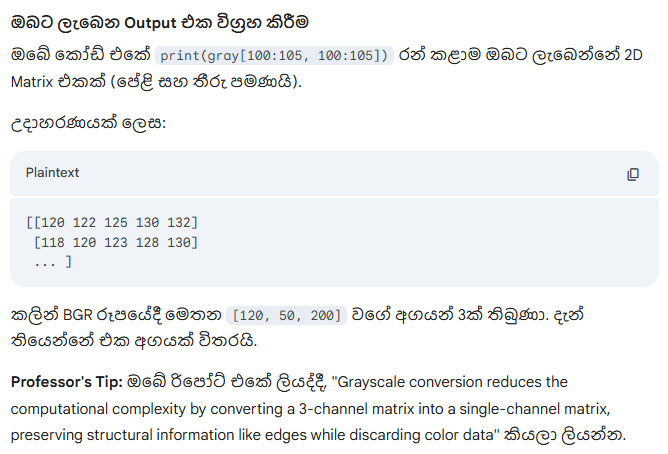 ඔබට ලැබෙන Output එක විග්‍රහ කිරීම
ඔබේ කෝඩ් එකේ print(gray[100:105, 100:105]) රන් කළාම ඔබට ලැබෙන්නේ 2D
Matrix එකක් (පේළි සහ තීරු පමණයි).
උදාහරණයක් ලෙස:
Plaintext
[[120 122 125 130 132]
 [118 120 123 128 130]
 ... ]
කලින් BGR රූපයේදී මෙතන [120, 50, 200] වගේ අගයන් 3ක් තිබුණා. දැන්
තියෙන්නේ එක අගයක් විතරයි.
Professor's Tip: ඔබේ රිපෝට් එකේ ලියද්දී, "Grayscale conversion reduces the
computational complexity by converting a 3-channel matrix into a single-channel matrix,
preserving structural information like edges while discarding color data" කියලා ලියන්න.